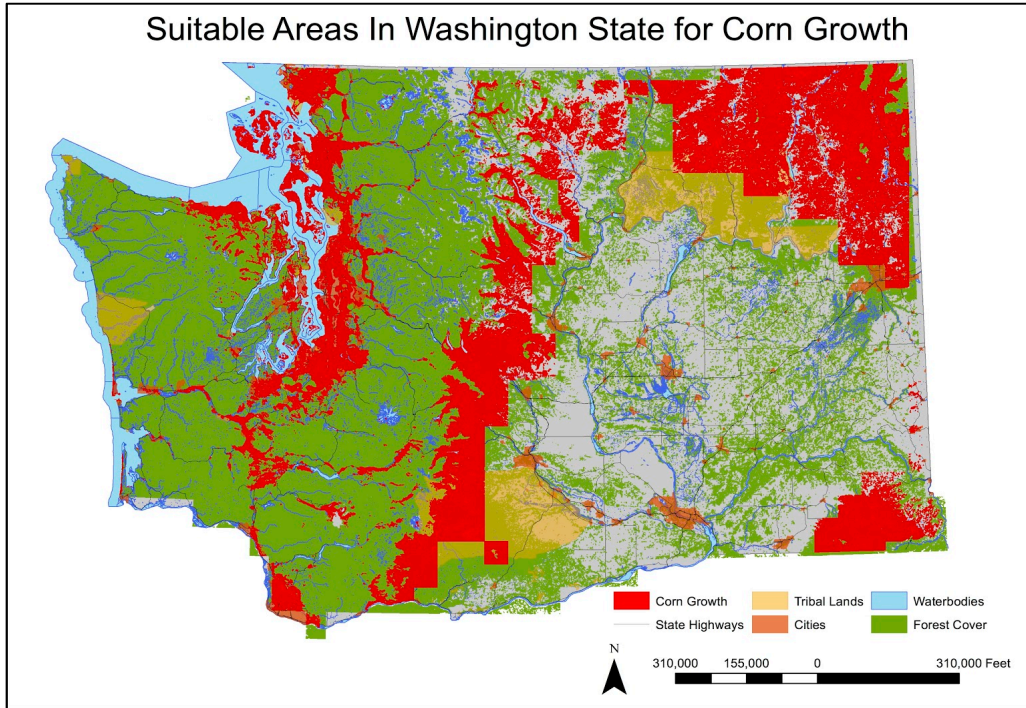 Suitable Areas In Washington State for Corn Growth
Corn Growth Tribal Lands Waterbodies
State Highways Cities Forest Cover
N
310,000 155,000 0 310,000 Feet